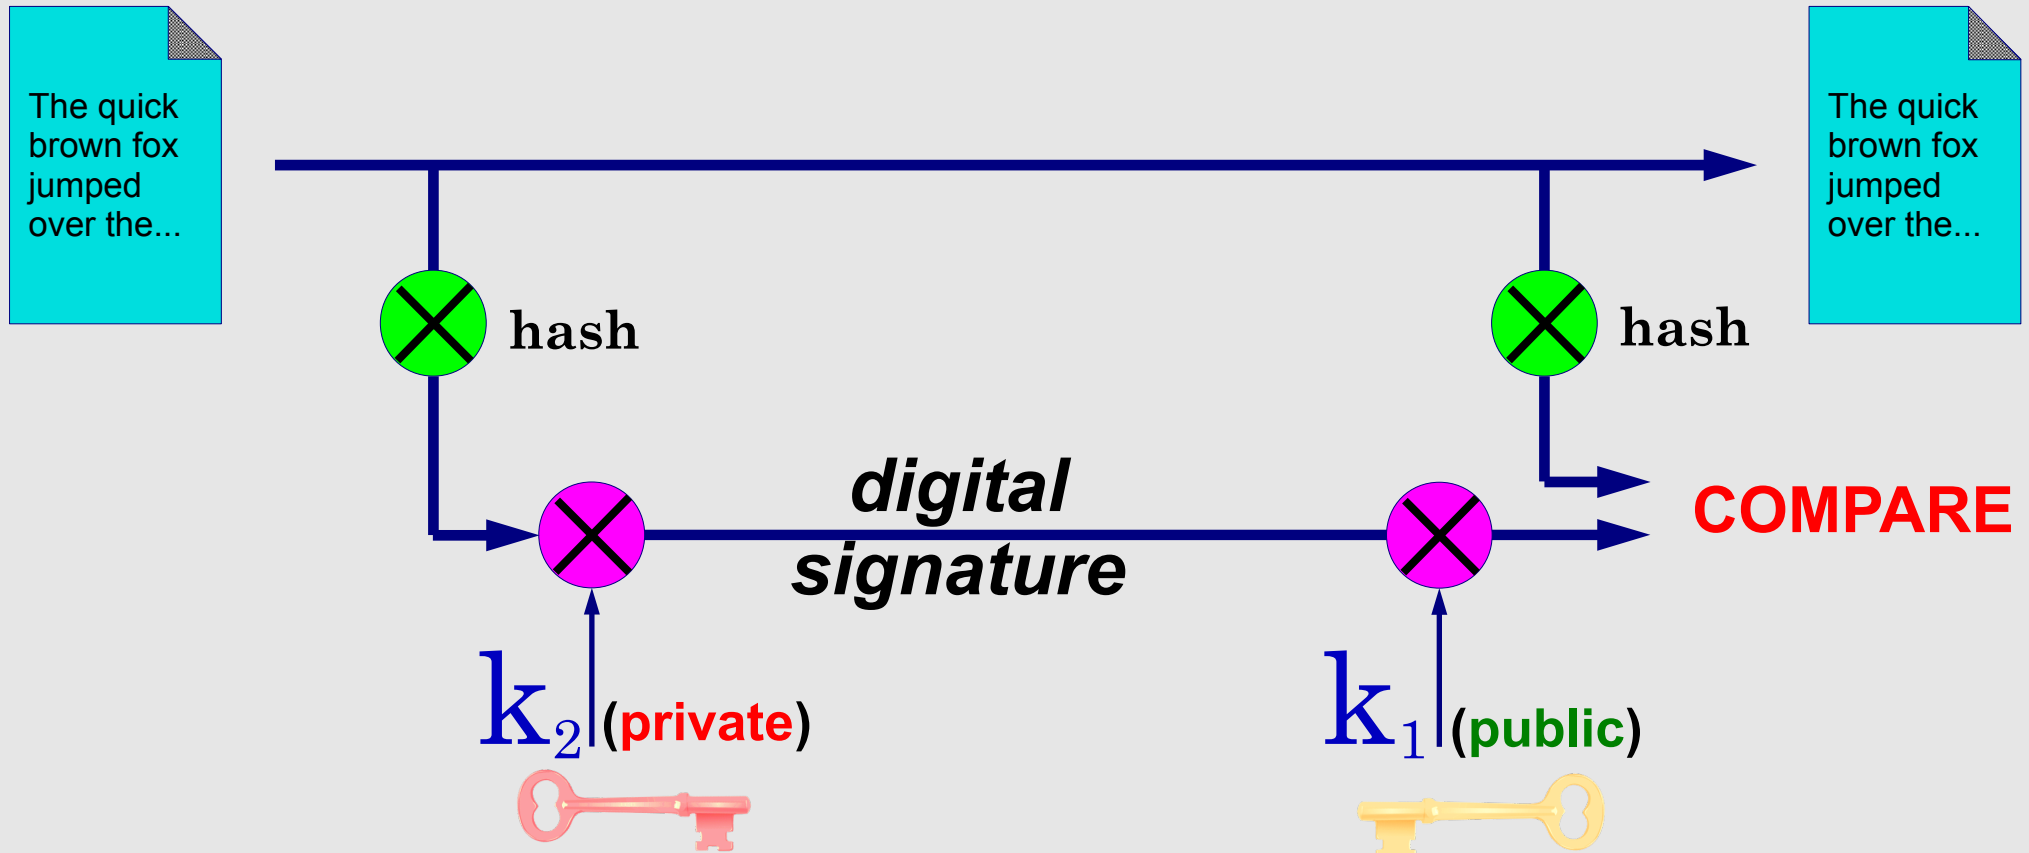 The quick
brown fox
jumped
over the...
The quick
brown fox
jumped
over the...
hash
hash
digital
signature
COMPARE
k₂ (private)
k₁ (public)